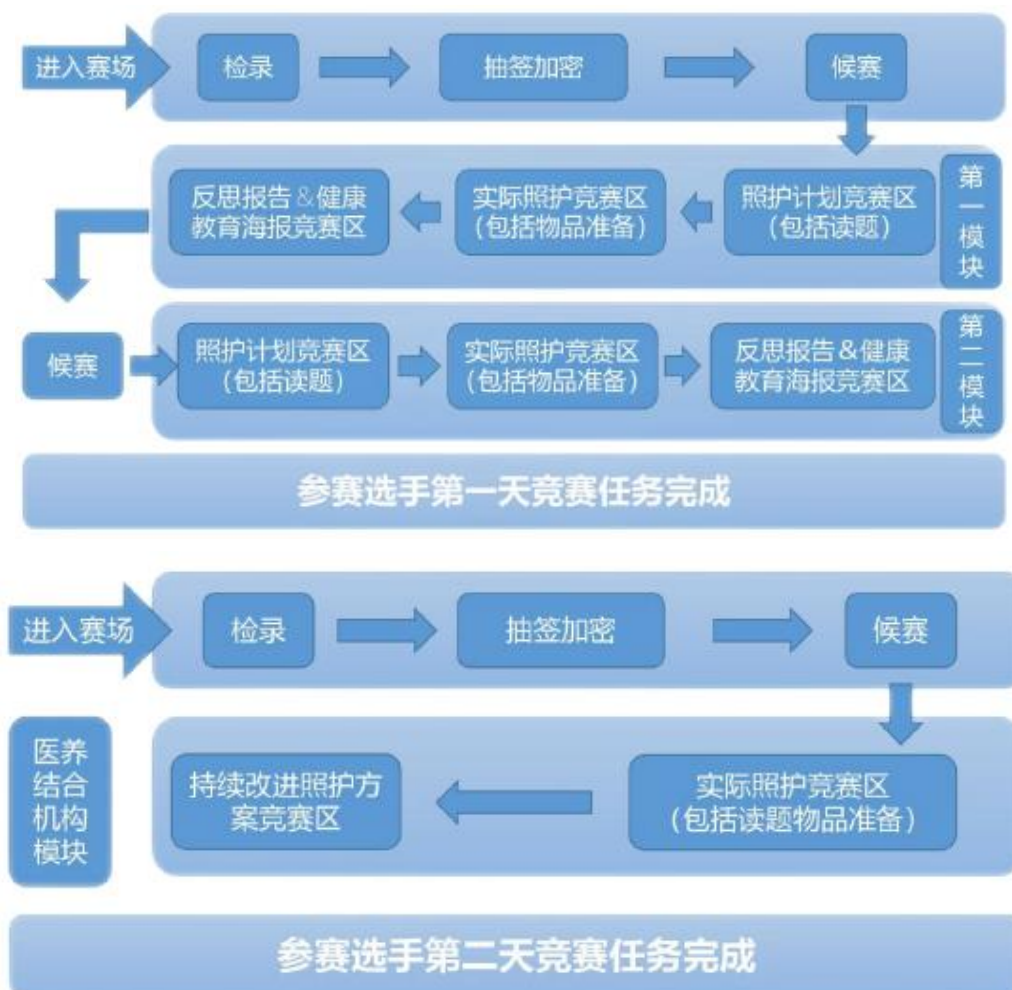 进入赛场
检录
抽签加密
候赛
第一模块
照护计划竞赛区
(包括读题)
实际照护竞赛区
(包括物品准备)
反思报告&健康
教育海报竞赛区
候赛
照护计划竞赛区
(包括读题)
实际照护竞赛区
(包括物品准备)
反思报告&健康
教育海报竞赛区
第二模块
参赛选手第一天竞赛任务完成
进入赛场
检录
抽签加密
候赛
医养
结合
机构
模块
实际照护竞赛区
(包括读题物品准备)
持续改进照护方
案竞赛区
参赛选手第二天竞赛任务完成